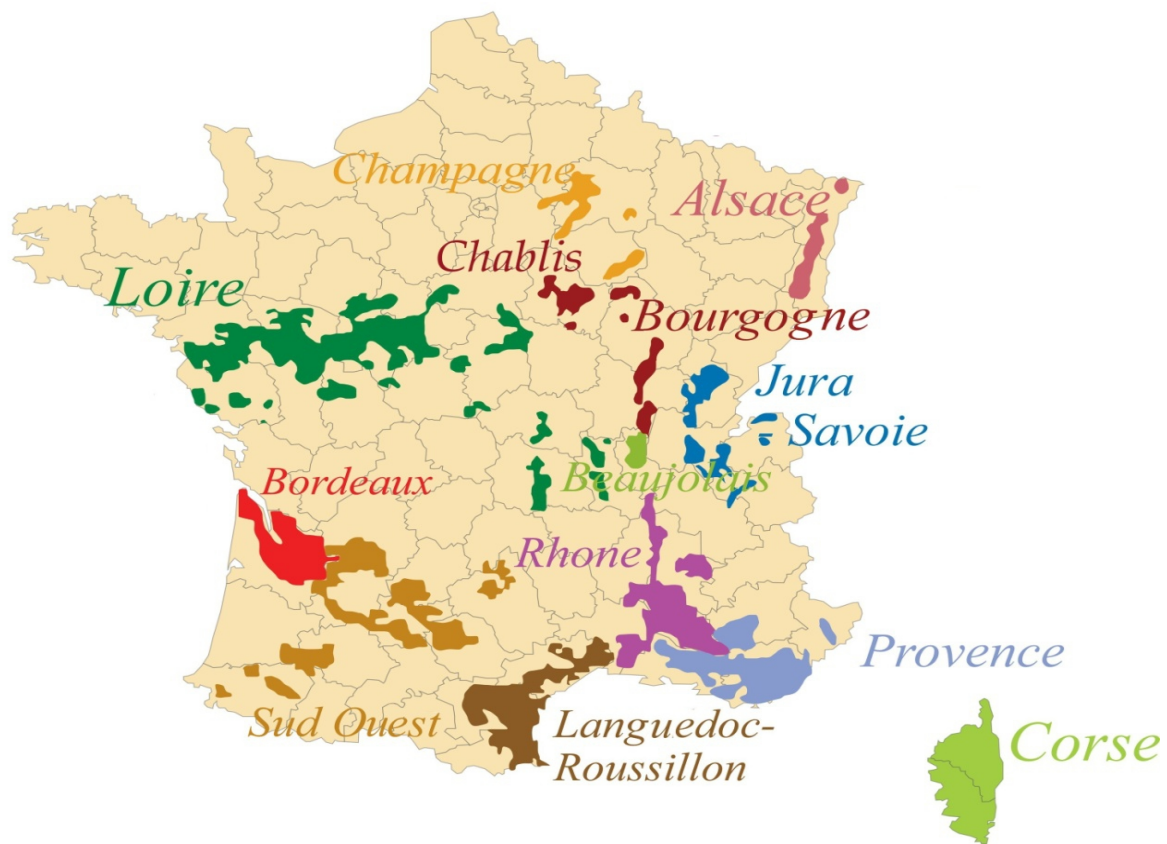 Champagne
Alsace
Chablis
Loire
Bourgogne
Jura
Savoie
Bordeaux
Beaujolais
Rhone
Provence
Sud Ouest
Languedoc-
Roussillon
Corse